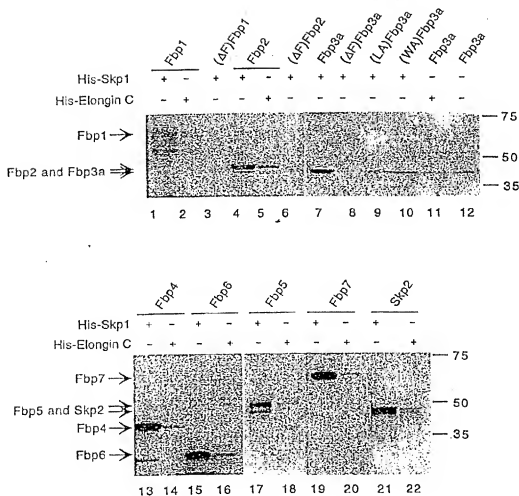 Fbp1 (ΔF)Fbp1 Fbp2 (ΔF)Fbp2 Fbp3a (ΔF)Fbp3a (LA)Fbp3a (WA)Fbp3a Fbp3a Fbp3a
His-Skp1 + − + + − + + + + + − −
His-Elongin C − + − − + − − − − − + −
75
Fbp1
50
Fbp2 and Fbp3a
35
1 2 3 4 5 6 7 8 9 10 11 12
Fbp4 Fbp6 Fbp5 Fbp7 Skp2
His-Skp1 + − + − + − + − + −
His-Elongin C − + − + − + − + − +
75
Fbp7
50
Fbp5 and Skp2
Fbp4
35
Fbp6
13 14 15 16 17 18 19 20 21 22